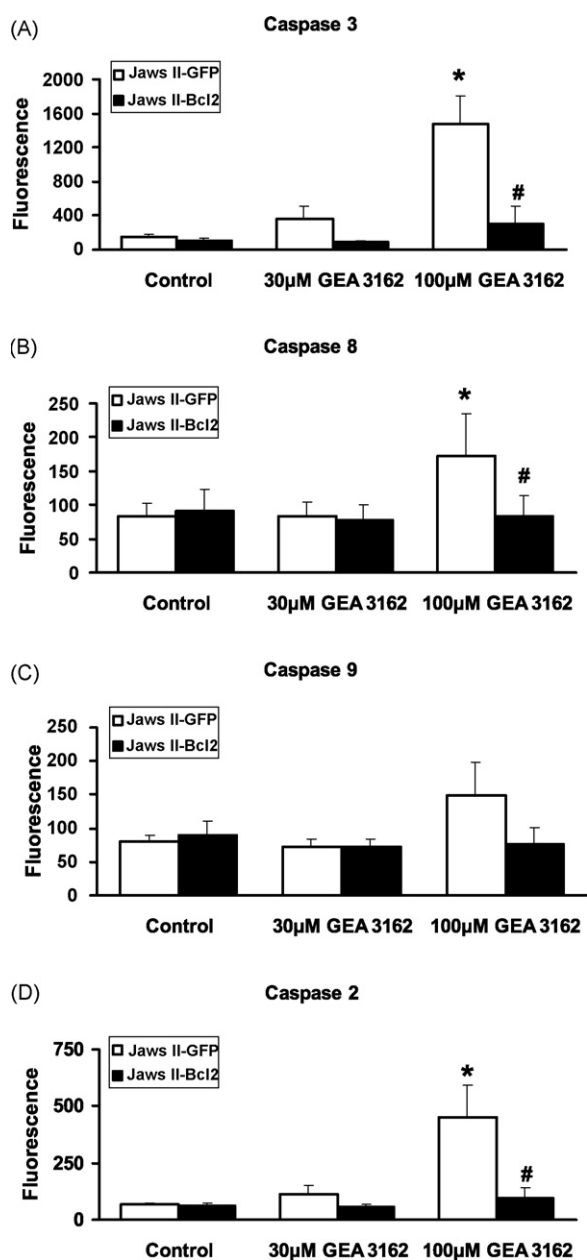 (A)
Caspase 3
Fluorescence
2000
1600
1200
800
400
0
Jaws II-GFP
Jaws II-Bcl2
*
#
Control 30µM GEA 3162 100µM GEA 3162
(B)
Caspase 8
Fluorescence
250
200
150
100
50
0
Jaws II-GFP
Jaws II-Bcl2
*
#
Control 30µM GEA 3162 100µM GEA 3162
(C)
Caspase 9
Fluorescence
250
200
150
100
50
0
Jaws II-GFP
Jaws II-Bcl2
Control 30µM GEA 3162 100µM GEA 3162
(D)
Caspase 2
Fluorescence
750
500
250
0
Jaws II-GFP
Jaws II-Bcl2
*
#
Control 30µM GEA 3162 100µM GEA 3162